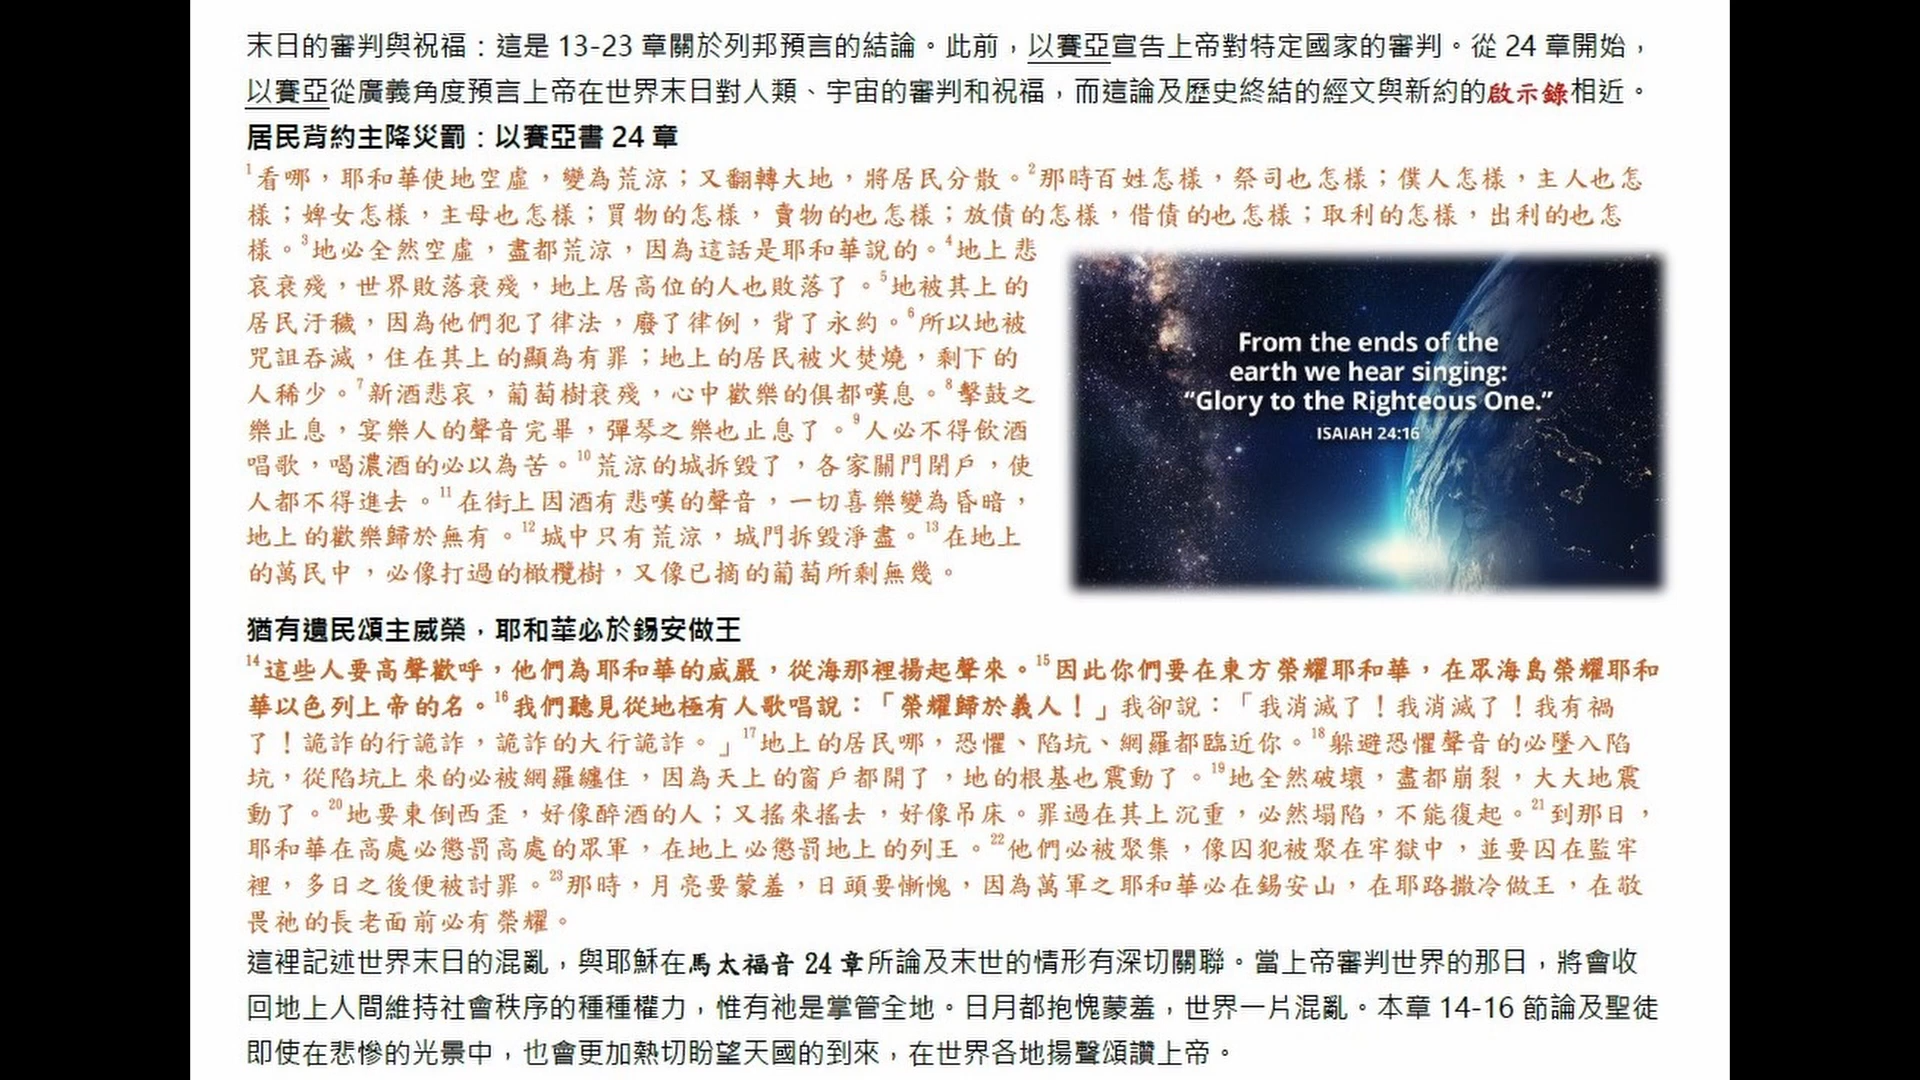 末日的審判與祝福：這是 13-23 章關於列邦預言的結論。此前，以賽亞宣告上帝對特定國家的審判。從 24 章開始，
以賽亞從廣義角度預言上帝在世界末日對人類、宇宙的審判和祝福，而這論及歷史終結的經文與新約的啟示錄相近。
居民背約主降災罰：以賽亞書 24 章
1看哪，耶和華使地空虛，變為荒涼；又翻轉大地，將居民分散。2那時百姓怎樣，祭司也怎樣；僕人怎樣，主人也怎
樣；婢女怎樣，主母也怎樣；買物的怎樣，賣物的也怎樣；放債的怎樣，借債的也怎樣；取利的怎樣，出利的也怎
樣。3地必全然空虛，盡都荒涼，因為這話是耶和華說的。4地上悲
哀衰殘，世界敗落衰殘，地上居高位的人也敗落了。5地被其上的
居民汙穢，因為他們犯了律法，廢了律例，背了永約。6所以地被
咒詛吞滅，住在其上的顯為有罪；地上的居民被火焚燒，剩下的
人稀少。7新酒悲哀，葡萄樹衰殘，心中歡樂的俱都嘆息。8擊鼓之
樂止息，宴樂人的聲音完畢，彈琴之樂也止息了。9人必不得飲酒
唱歌，喝濃酒的必以為苦。10荒涼的城拆毀了，各家關門閉戶，使
人都不得進去。11在街上因酒有悲嘆的聲音，一切喜樂變為昏暗，
地上的歡樂歸於無有。12城中只有荒涼，城門拆毀淨盡。13在地上
的萬民中，必像打過的橄欖樹，又像已摘的葡萄所剩無幾。
From the ends of the
earth we hear singing:
“Glory to the Righteous One.”
ISAIAH 24:16
猶有遺民頌主威榮，耶和華必於錫安做王
14這些人要高聲歡呼，他們為耶和華的威嚴，從海那裡揚起聲來。15因此你們要在東方榮耀耶和華，在眾海島榮耀耶和
華以色列上帝的名。16我們聽見從地極有人歌唱說：「榮耀歸於義人！」我卻說：「我消滅了！我消滅了！我有禍
了！詭詐的行詭詐，詭詐的大行詭詐。」17地上的居民哪，恐懼、陷坑、網羅都臨近你。18躲避恐懼聲音的必墜入陷
坑，從陷坑上來的必被網羅纏住，因為天上的窗戶都開了，地的根基也震動了。19地全然破壞，盡都崩裂，大大地震
動了。20地要東倒西歪，好像醉酒的人；又搖來搖去，好像吊床。罪過在其上沉重，必然塌陷，不能復起。21到那日，
耶和華在高處必懲罰高處的眾軍，在地上必懲罰地上的列王。22他們必被聚集，像囚犯被聚在牢獄中，並要囚在監牢
裡，多日之後便被討罪。23那時，月亮要蒙羞，日頭要慚愧，因為萬軍之耶和華必在錫安山，在耶路撒冷做王，在敬
畏祂的長老面前必有榮耀。
這裡記述世界末日的混亂，與耶穌在馬太福音 24 章所論及末世的情形有深切關聯。當上帝審判世界的那日，將會收
回地上人間維持社會秩序的種種權力，惟有祂是掌管全地。日月都抱愧蒙羞，世界一片混亂。本章 14-16 節論及聖徒
即使在悲慘的光景中，也會更加熱切盼望天國的到來，在世界各地揚聲頌讚上帝。